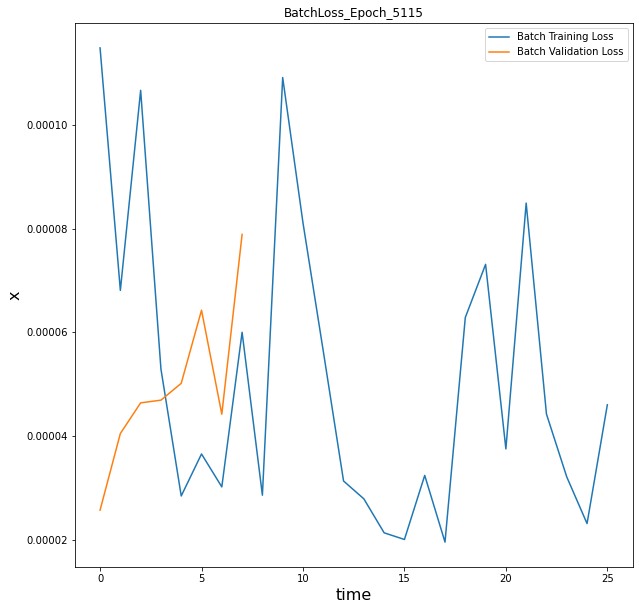 BatchLoss_Epoch_5115
Batch Training Loss
Batch Validation Loss
0.00010
0.00008
0.00006
0.00004
0.00002
x
0 5 10 15 20 25
time